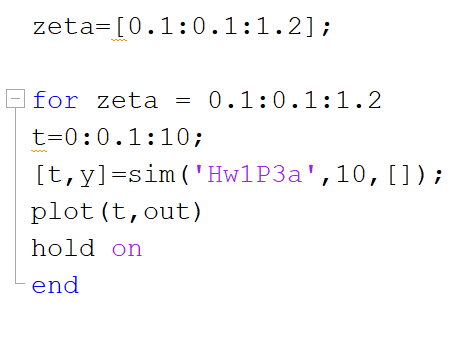 zeta=[0.1:0.1:1.2];
for zeta = 0.1:0.1:1.2
t=0:0.1:10;
[t,y]=sim('Hw1P3a',10,[]);
plot(t,out)
hold on
end